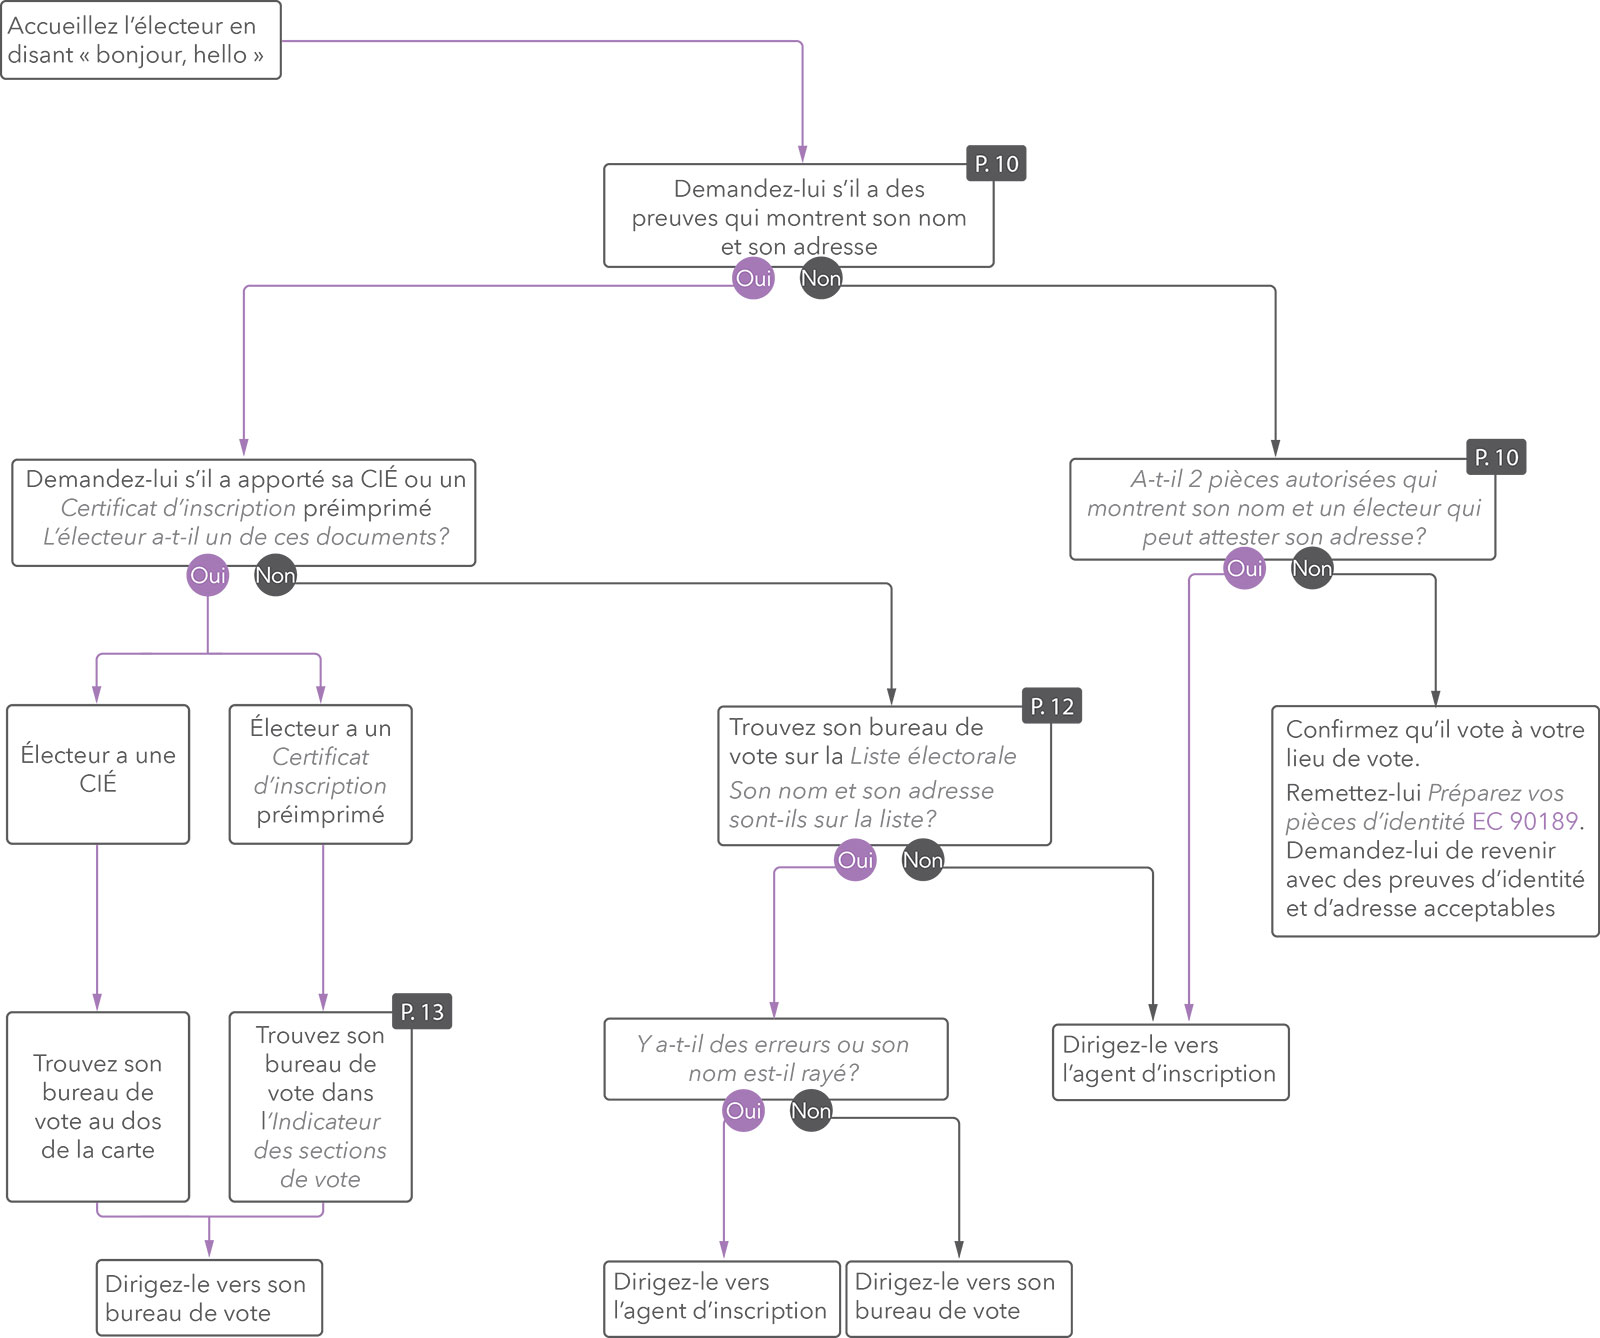 Accueillez l’électeur en
disant « bonjour, hello »
P. 10
Demandez-lui s’il a des
preuves qui montrent son nom
et son adresse
Oui
Non
Demandez-lui s’il a apporté sa CIÉ ou un
Certificat d’inscription préimprimé
L’électeur a-t-il un de ces documents?
Oui
Non
P. 10
A-t-il 2 pièces autorisées qui
montrent son nom et un électeur qui
peut attester son adresse?
Oui
Non
Électeur a une
CIÉ
Électeur a un
Certificat
d’inscription
préimprimé
P. 12
Trouvez son bureau de
vote sur la Liste électorale
Son nom et son adresse
sont-ils sur la liste?
Oui
Non
Confirmez qu’il vote à votre
lieu de vote.
Remettez-lui Préparez vos
pièces d’identité EC 90189.
Demandez-lui de revenir
avec des preuves d’identité
et d’adresse acceptables
Trouvez son
bureau de
vote au dos
de la carte
P. 13
Trouvez son
bureau de
vote dans
l’Indicateur
des sections
de vote
Y a-t-il des erreurs ou son
nom est-il rayé?
Oui
Non
Dirigez-le vers
l’agent d’inscription
Dirigez-le vers son
bureau de vote
Dirigez-le vers
l’agent d’inscription
Dirigez-le vers son
bureau de vote